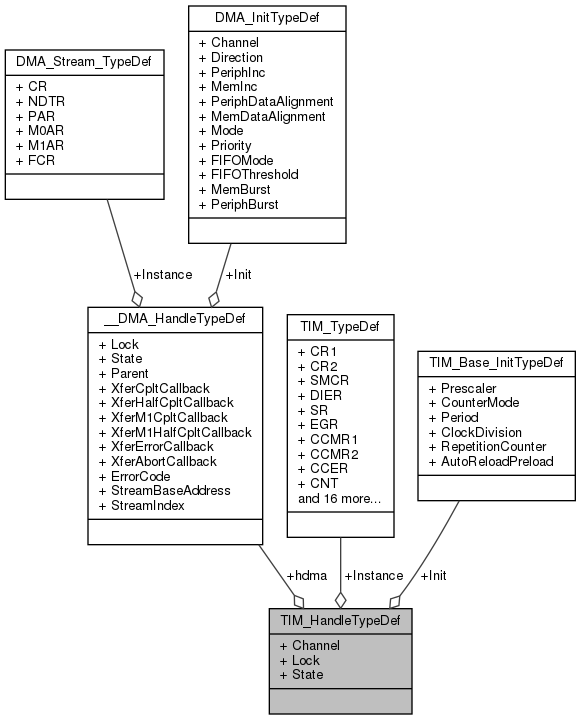 DMA_InitTypeDef
+ Channel
+ Direction
+ PeriphInc
+ MemInc
+ PeriphDataAlignment
+ MemDataAlignment
+ Mode
+ Priority
+ FIFOMode
+ FIFOThreshold
+ MemBurst
+ PeriphBurst
DMA_Stream_TypeDef
+ CR
+ NDTR
+ PAR
+ M0AR
+ M1AR
+ FCR
+Instance
+Init
__DMA_HandleTypeDef
+ Lock
+ State
+ Parent
+ XferCpltCallback
+ XferHalfCpltCallback
+ XferM1CpltCallback
+ XferM1HalfCpltCallback
+ XferErrorCallback
+ XferAbortCallback
+ ErrorCode
+ StreamBaseAddress
+ StreamIndex
TIM_TypeDef
+ CR1
+ CR2
+ SMCR
+ DIER
+ SR
+ EGR
+ CCMR1
+ CCMR2
+ CCER
+ CNT
and 16 more...
TIM_Base_InitTypeDef
+ Prescaler
+ CounterMode
+ Period
+ ClockDivision
+ RepetitionCounter
+ AutoReloadPreload
+hdma
+Instance
+Init
TIM_HandleTypeDef
+ Channel
+ Lock
+ State